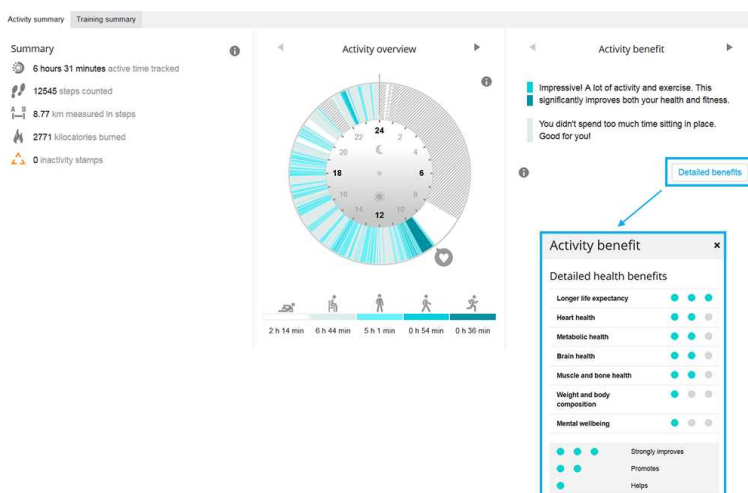 Activity summary Training summary
Summary
6 hours 31 minutes active time tracked
12545 steps counted
A B
8.77 km measured in steps
2771 kilocalories burned
0 inactivity stamps
Activity overview
24
22 2
20 4
18 6
16 8
14 10
12
2 h 14 min 6 h 44 min 5 h 1 min 0 h 54 min 0 h 36 min
Activity benefit
Impressive! A lot of activity and exercise. This
significantly improves both your health and fitness.
You didn't spend too much time sitting in place.
Good for you!
Detailed benefits
Activity benefit ×
Detailed health benefits
Longer life expectancy
Heart health
Metabolic health
Brain health
Muscle and bone health
Weight and body
composition
Mental wellbeing
Strongly improves
Promotes
Helps